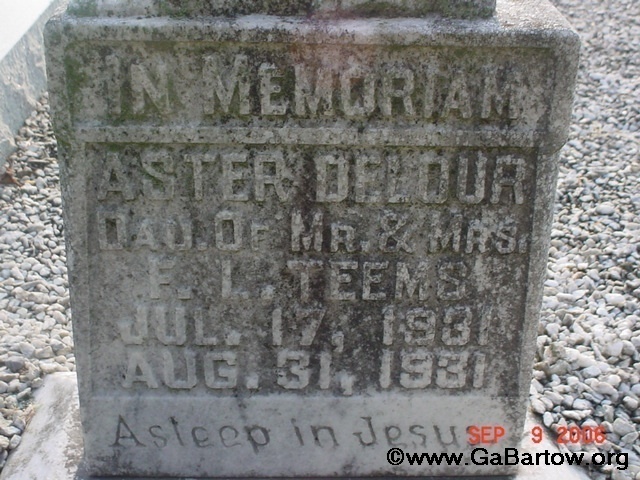 IN MEMORIAM
ASTER DELOUR
DAU. OF MR. & MRS.
F. L. TEEMS
JUL. 17, 1931
AUG. 31, 1931
Asleep in Jesus
SEP 9 2006
©www.GaBartow.org